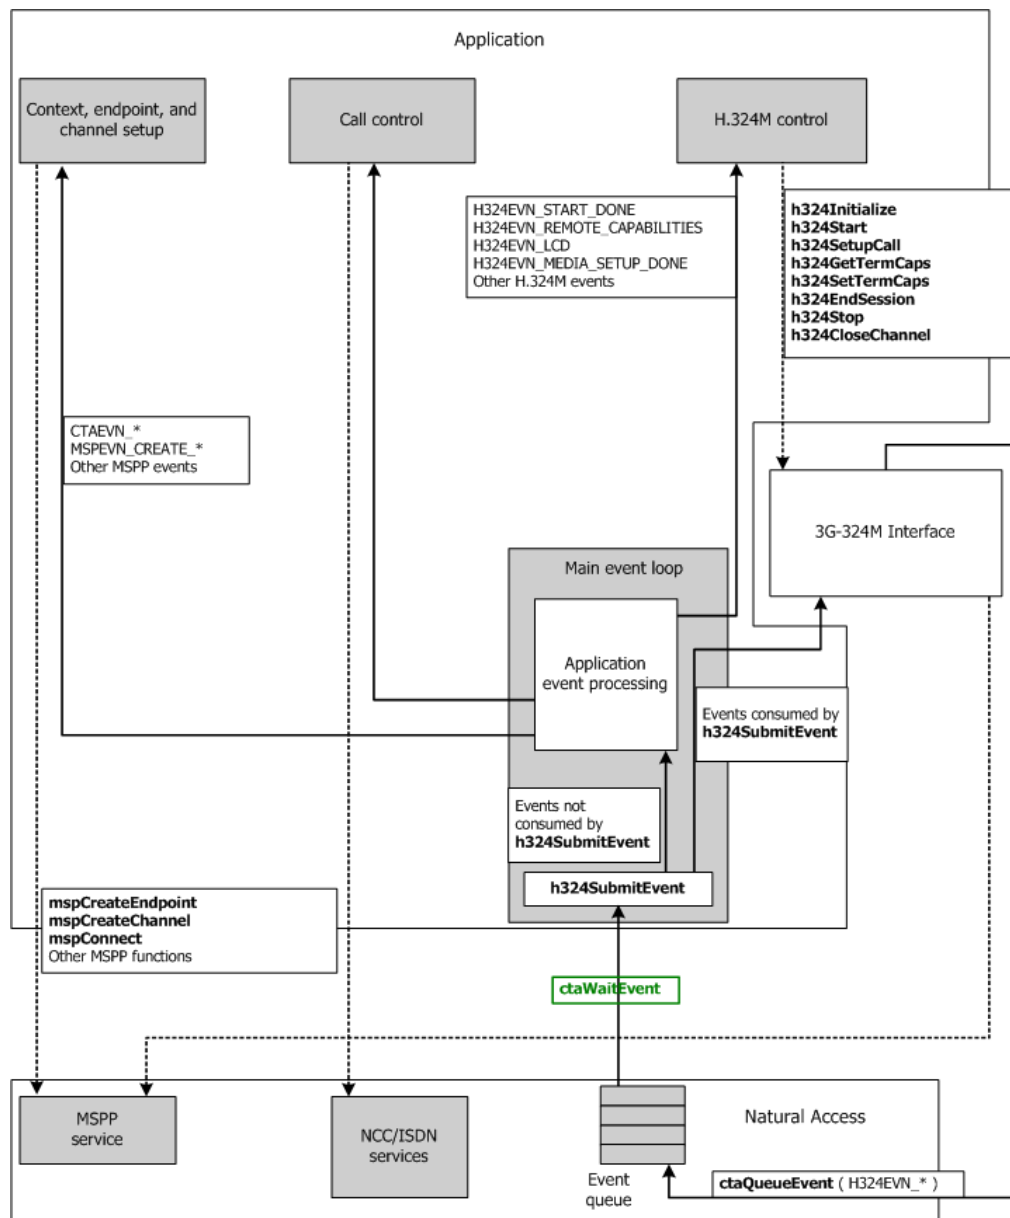 Application
Context, endpoint, and
channel setup
Call control
H.324M control
H324EVN_START_DONE
H324EVN_REMOTE_CAPABILITIES
H324EVN_LCD
H324EVN_MEDIA_SETUP_DONE
Other H.324M events
h324Initialize
h324Start
h324SetupCall
h324GetTermCaps
h324SetTermCaps
h324EndSession
h324Stop
h324CloseChannel
CTAEVN_*
MSPEVN_CREATE_*
Other MSPP events
3G-324M Interface
Main event loop
Application
event processing
Events consumed by
h324SubmitEvent
Events not
consumed by
h324SubmitEvent
h324SubmitEvent
mspCreateEndpoint
mspCreateChannel
mspConnect
Other MSPP functions
ctaWaitEvent
MSPP
service
NCC/ISDN
services
Natural Access
Event
queue
ctaQueueEvent ( H324EVN_* )